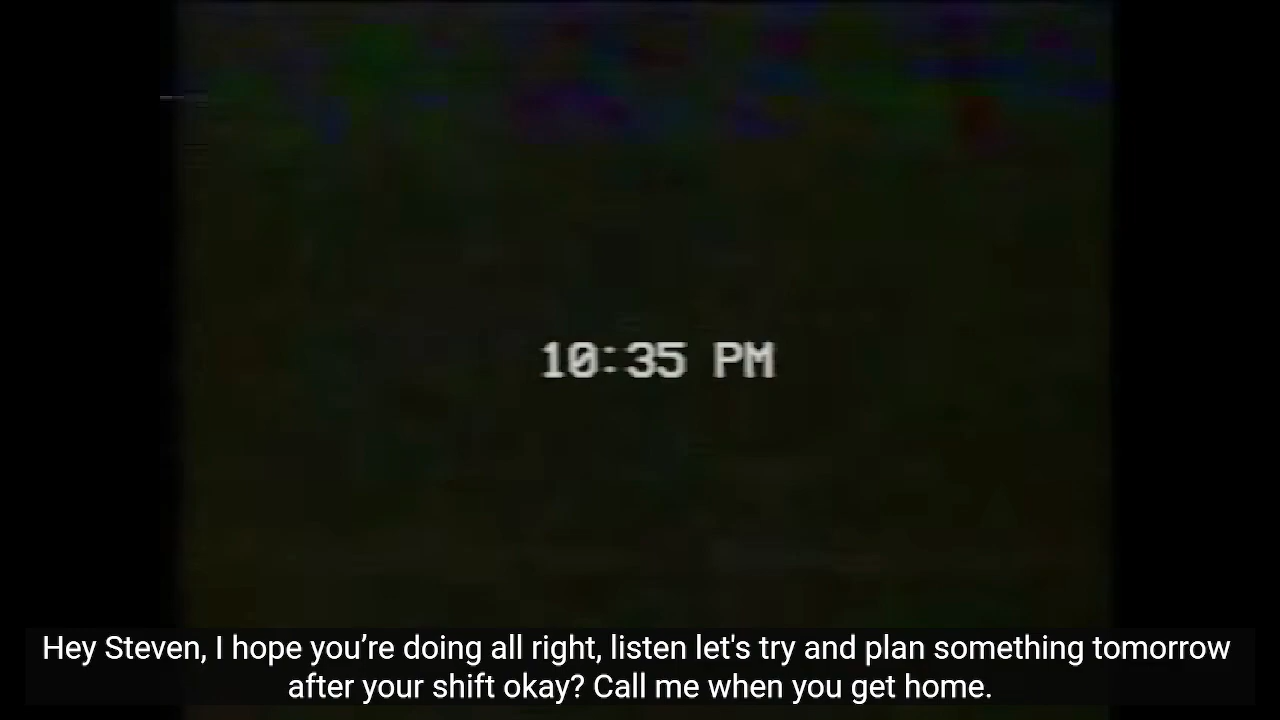 10:35 PM
Hey Steven, I hope you’re doing all right, listen let's try and plan something tomorrow
after your shift okay? Call me when you get home.